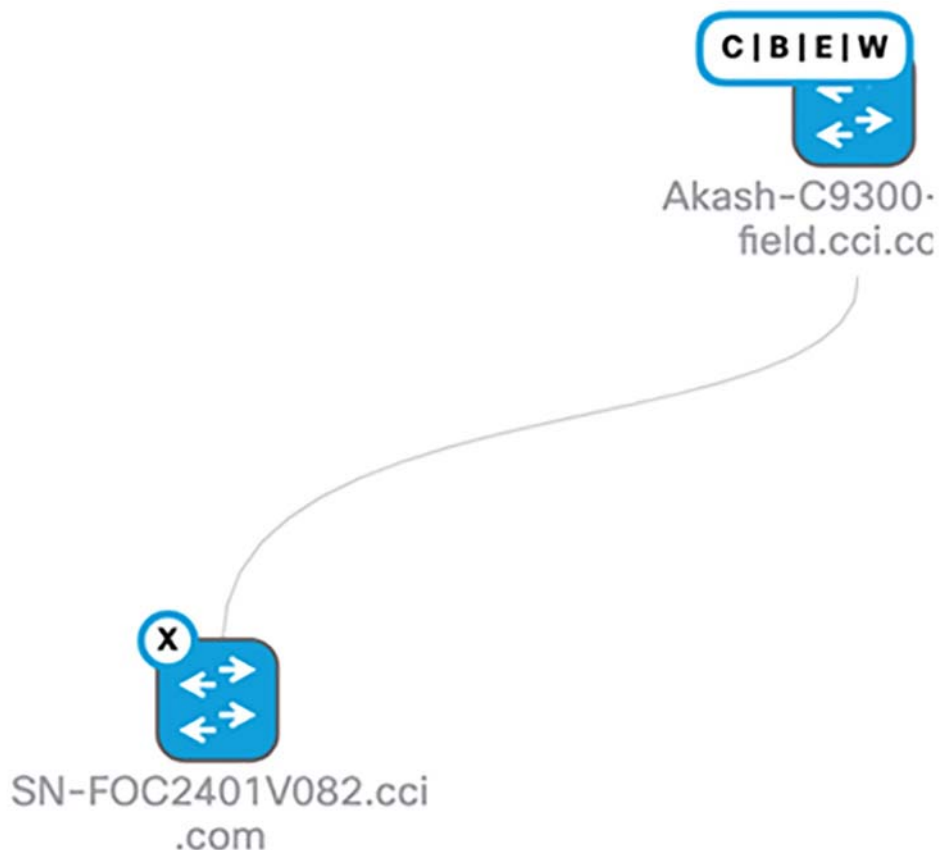 C|B|E|W
Akash-C9300-
field.cci.cc
X
SN-FOC2401V082.cci
.com